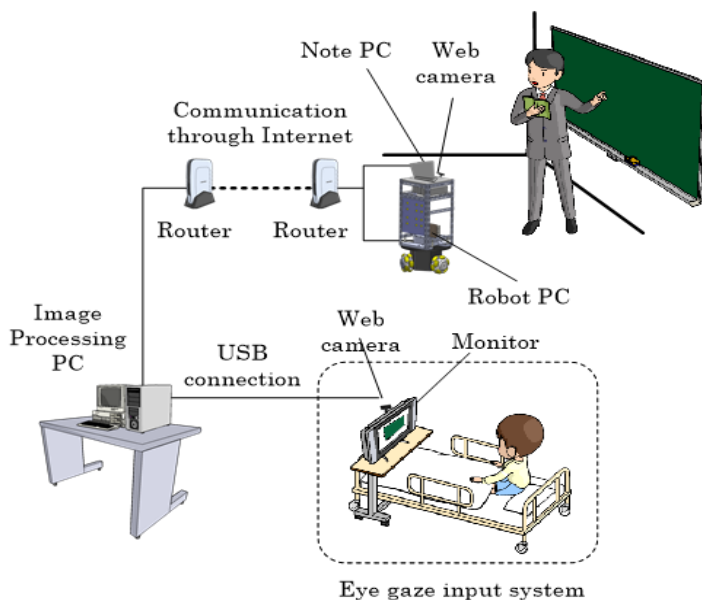 Note PC
Web
camera
Communication
through Internet
Router
Router
Robot PC
Image
Processing
PC
USB
connection
Web
camera
Monitor
Eye gaze input system